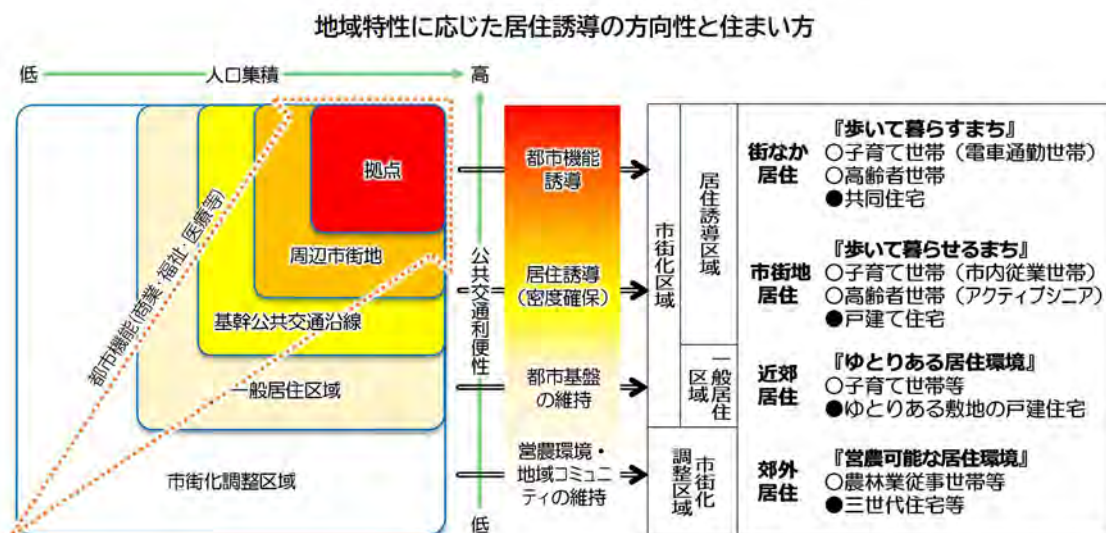 地域特性に応じた居住誘導の方向性と住まい方
低
人口集積
高
拠点
周辺市街地
基幹公共交通沿線
一般居住区域
市街化調整区域
都市機能(商業・福祉・医療等)
公共交通利便性
低
都市機能
誘導
居住誘導
(密度確保)
都市基盤
の維持
営農環境・
地域コミュニ
ティの維持
市街化区域
居住誘導区域
一般居住
区域
市街化
調整区域
街なか
居住
『歩いて暮らすまち』
○子育て世帯（電車通勤世帯）
○高齢者世帯
●共同住宅
市街地
居住
『歩いて暮らせるまち』
○子育て世帯（市内従業世帯）
○高齢者世帯（アクティブシニア）
●戸建て住宅
近郊
居住
『ゆとりある居住環境』
○子育て世帯等
●ゆとりある敷地の戸建住宅
郊外
居住
『営農可能な居住環境』
○農林業従事世帯等
●三世代住宅等